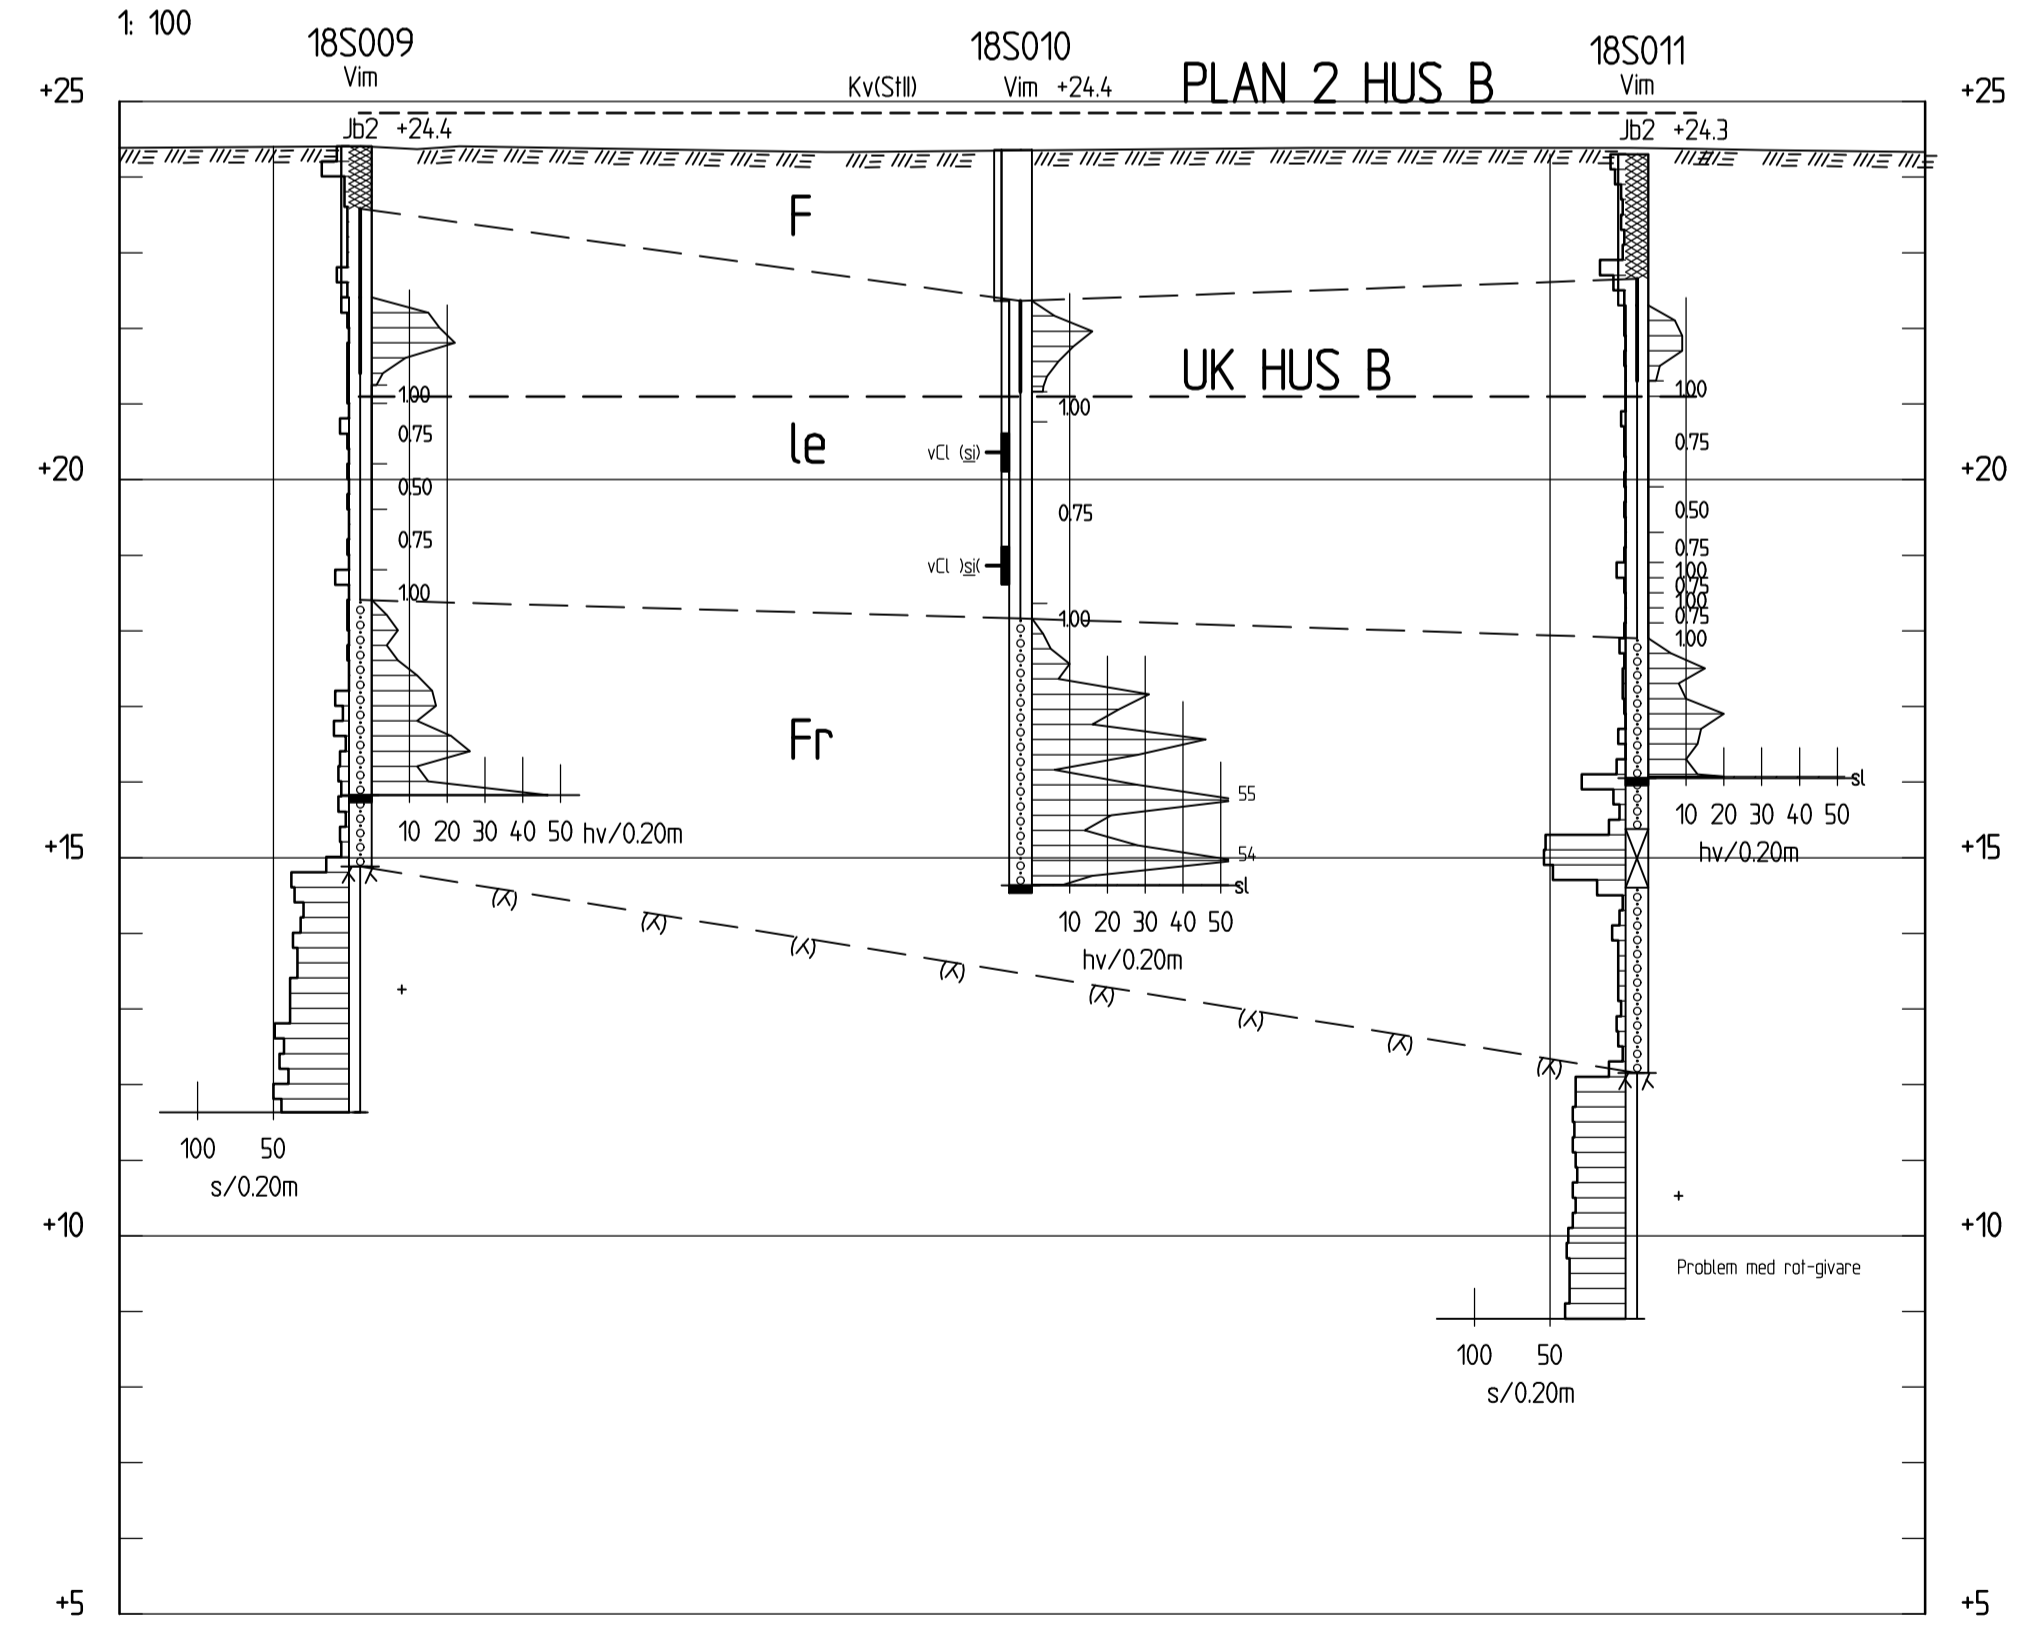 1: 100
18S009
Vim
18S010
Kv(StII) Vim +24.4
PLAN 2 HUS B
18S011
Vim
+25
+25
Jb2 +24.4
Jb2 +24.3
F
UK HUS B
1.00
0.75
0.50
0.75
1.00
le
vCl (si)
vCl )si(
1.00
0.75
1.00
1.00
0.75
0.50
0.75
1.00
0.75
1.00
0.75
1.00
+20
+20
Fr
10 20 30 40 50 hv/0.20m
55
54
sl
10 20 30 40 50
hv/0.20m
sl
10 20 30 40 50
hv/0.20m
+15
+15
100 50
s/0.20m
+10
+10
Problem med rot-givare
100 50
s/0.20m
+5
+5